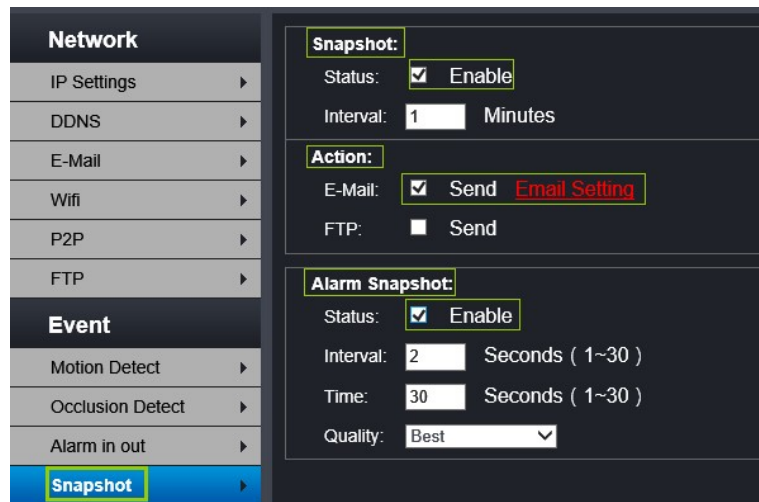 Network
IP Settings
DDNS
E-Mail
Wifi
P2P
FTP
Event
Motion Detect
Occlusion Detect
Alarm in out
Snapshot
Snapshot:
Status: Enable
Interval: 1 Minutes
Action:
E-Mail: Send Email Setting
FTP: Send
Alarm Snapshot:
Status: Enable
Interval: 2 Seconds ( 1~30 )
Time: 30 Seconds ( 1~30 )
Quality: Best